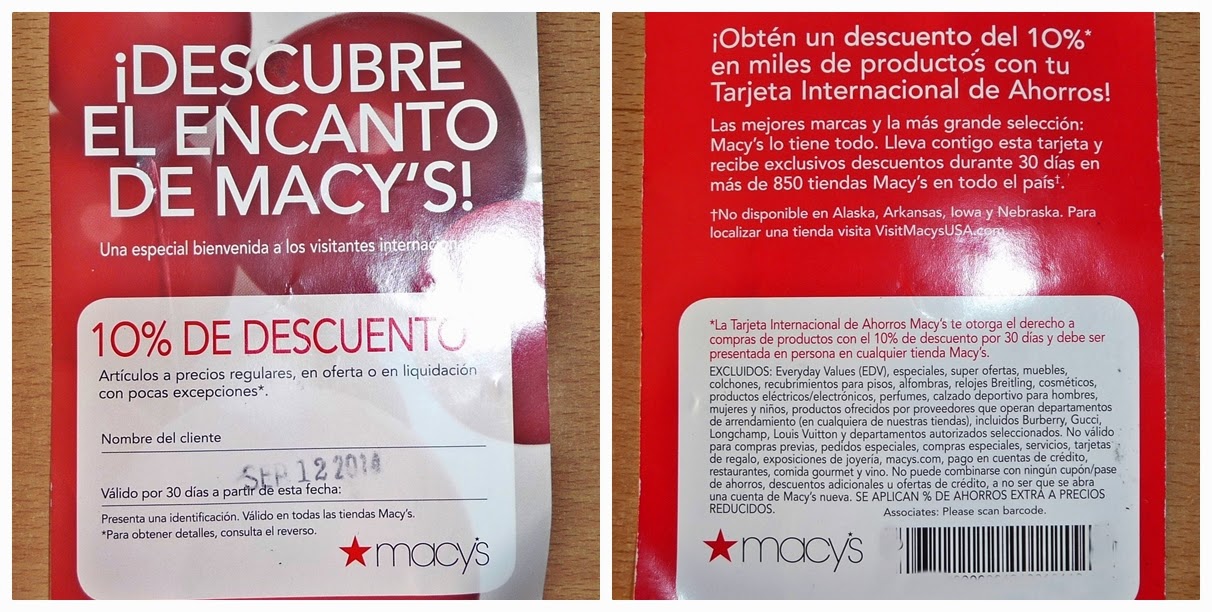 ¡DESCUBRE
EL ENCANTO
DE MACY'S!
Una especial bienvenida a los visitantes
10% DE DESCUENTO
Artículos a precios regulares, en oferta o en liquidación
con pocas excepciones*.
Nombre del cliente
SEP 12 2014
Válido por 30 días a partir de esta fecha:
Presenta una identificación. Válido en todas las tiendas Macy's.
*Para obtener detalles, consulta el reverso.
macy's
¡Obtén un descuento del 10%*
en miles de productos con tu
Tarjeta Internacional de Ahorros!
Las mejores marcas y la más grande selección:
Macy's lo tiene todo. Lleva contigo esta tarjeta y
recibe exclusivos descuentos durante 30 días en
más de 850 tiendas Macy's en todo el país†.
†No disponible en Alaska, Arkansas, Iowa y Nebraska. Para
localizar una tienda visita VisitMacysUSA.com.
*La Tarjeta Internacional de Ahorros Macy's te otorga el derecho a
compras de productos con el 10% de descuento por 30 días y debe ser
presentada en persona en cualquier tienda Macy's.
EXCLUIDOS: Everyday Values (EDV), especiales, super ofertas, muebles,
colchones, recubrimientos para pisos, alfombras, relojes Breitling, cosméticos,
productos eléctricos/electrónicos, perfumes, calzado deportivo para hombres,
mujeres y niños, productos ofrecidos por proveedores que operan departamentos
de arrendamiento (en cualquiera de nuestras tiendas), incluidos Burberry, Gucci,
Longchamp, Louis Vuitton y departamentos autorizados seleccionados. No válido
para compras previas, pedidos especiales, compras especiales, servicios, tarjetas
de regalo, exposiciones de joyería, macys.com, pago en cuentas de crédito,
restaurantes, comida gourmet y vino. No puede combinarse con ningún cupón/pase
de ahorros, descuentos adicionales u ofertas de crédito, a no ser que se abra
una cuenta de Macy's nueva. SE APLICAN % DE AHORROS EXTRA A PRECIOS
REDUCIDOS.
Associates: Please scan barcode.
macy's